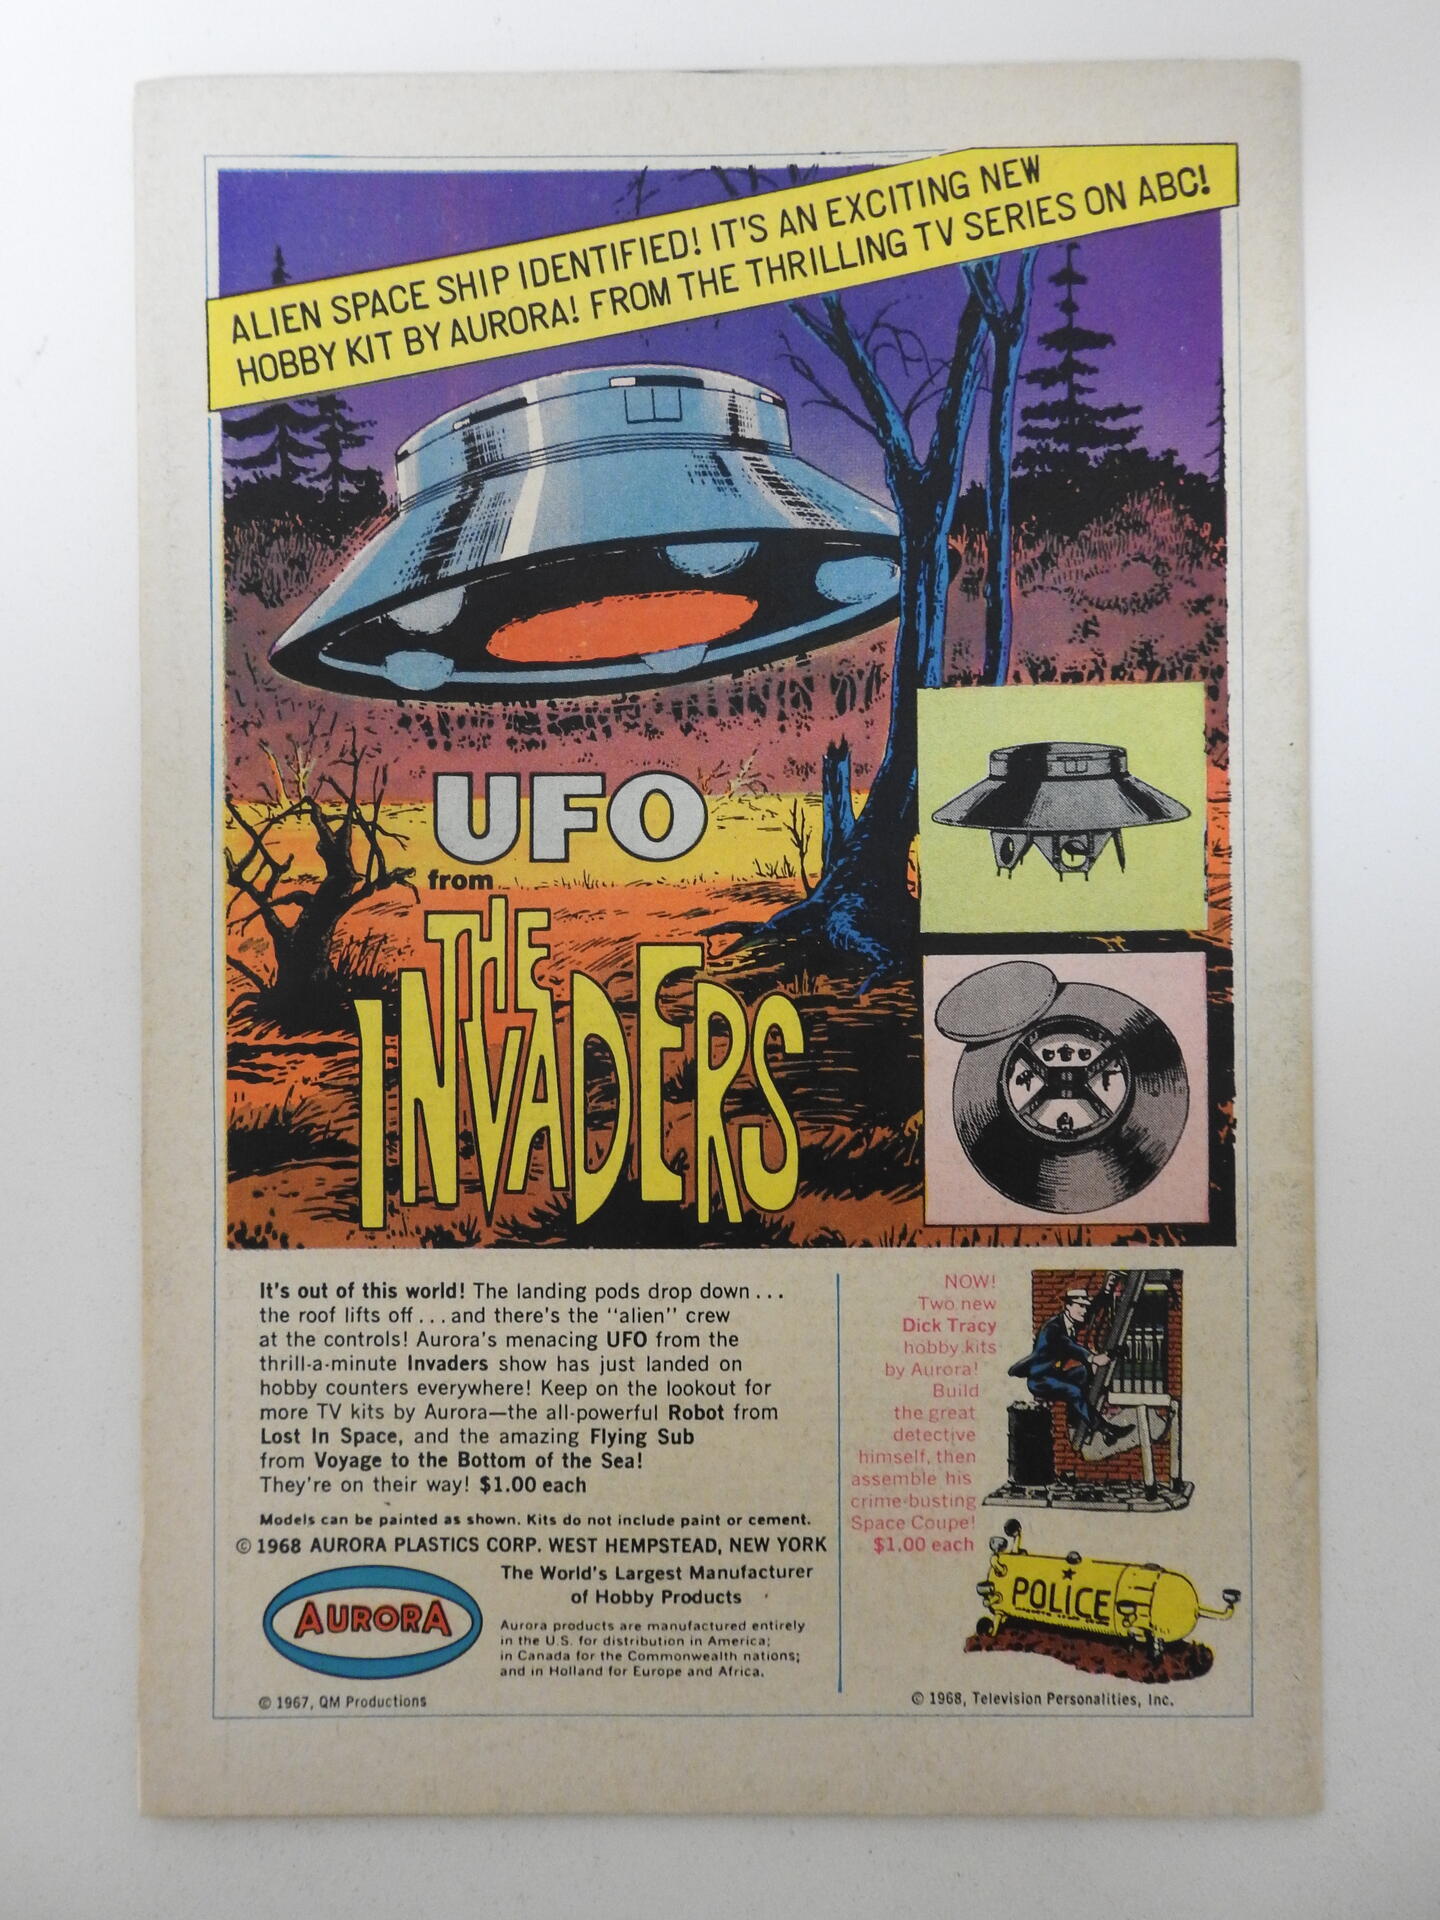 ALIEN SPACE SHIP IDENTIFIED! IT'S AN EXCITING NEW
HOBBY KIT BY AURORA! FROM THE THRILLING TV SERIES ON ABC!
UFO
from
THE
INVADERS
It's out of this world! The landing pods drop down...
the roof lifts off...and there's the "alien" crew
at the controls! Aurora's menacing UFO from the
thrill-a-minute Invaders show has just landed on
hobby counters everywhere! Keep on the lookout for
more TV kits by Aurora—the all-powerful Robot from
Lost In Space, and the amazing Flying Sub
from Voyage to the Bottom of the Sea!
They're on their way! $1.00 each
Models can be painted as shown. Kits do not include paint or cement.
© 1968 AURORA PLASTICS CORP. WEST HEMPSTEAD, NEW YORK
AURORA
The World's Largest Manufacturer
of Hobby Products
Aurora products are manufactured entirely
in the U.S. for distribution in America;
in Canada for the Commonwealth nations;
and in Holland for Europe and Africa.
© 1967, QM Productions
NOW!
Two new
Dick Tracy
hobby kits
by Aurora!
Build
the great
detective
himself, then
assemble his
crime-busting
Space Coupe!
$1.00 each
POLICE
© 1968, Television Personalities, Inc.